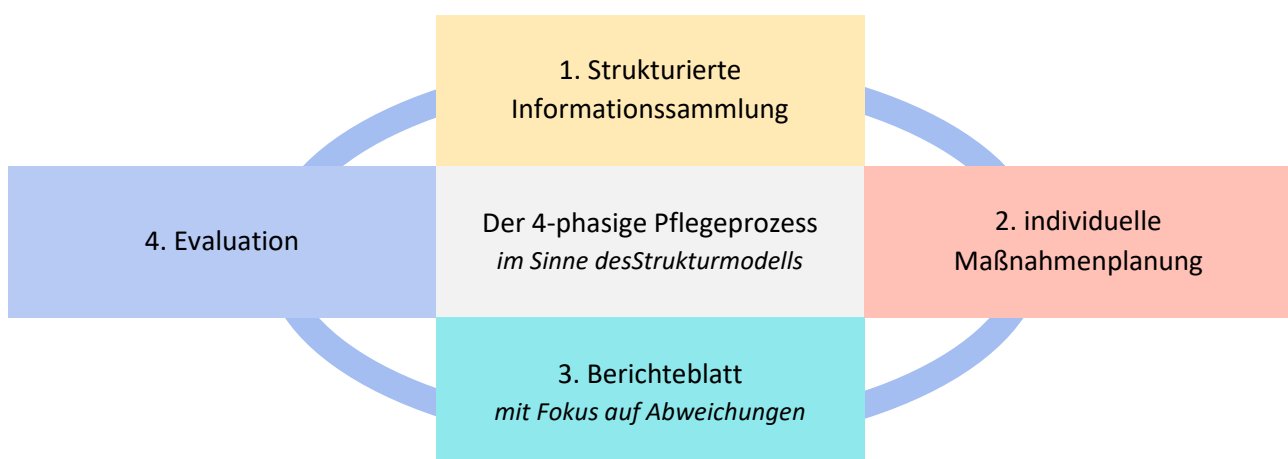 1. Strukturierte
Informationssammlung
4. Evaluation
Der 4-phasige Pflegeprozess
im Sinne desStrukturmodells
2. individuelle
Maßnahmenplanung
3. Berichteblatt
mit Fokus auf Abweichungen